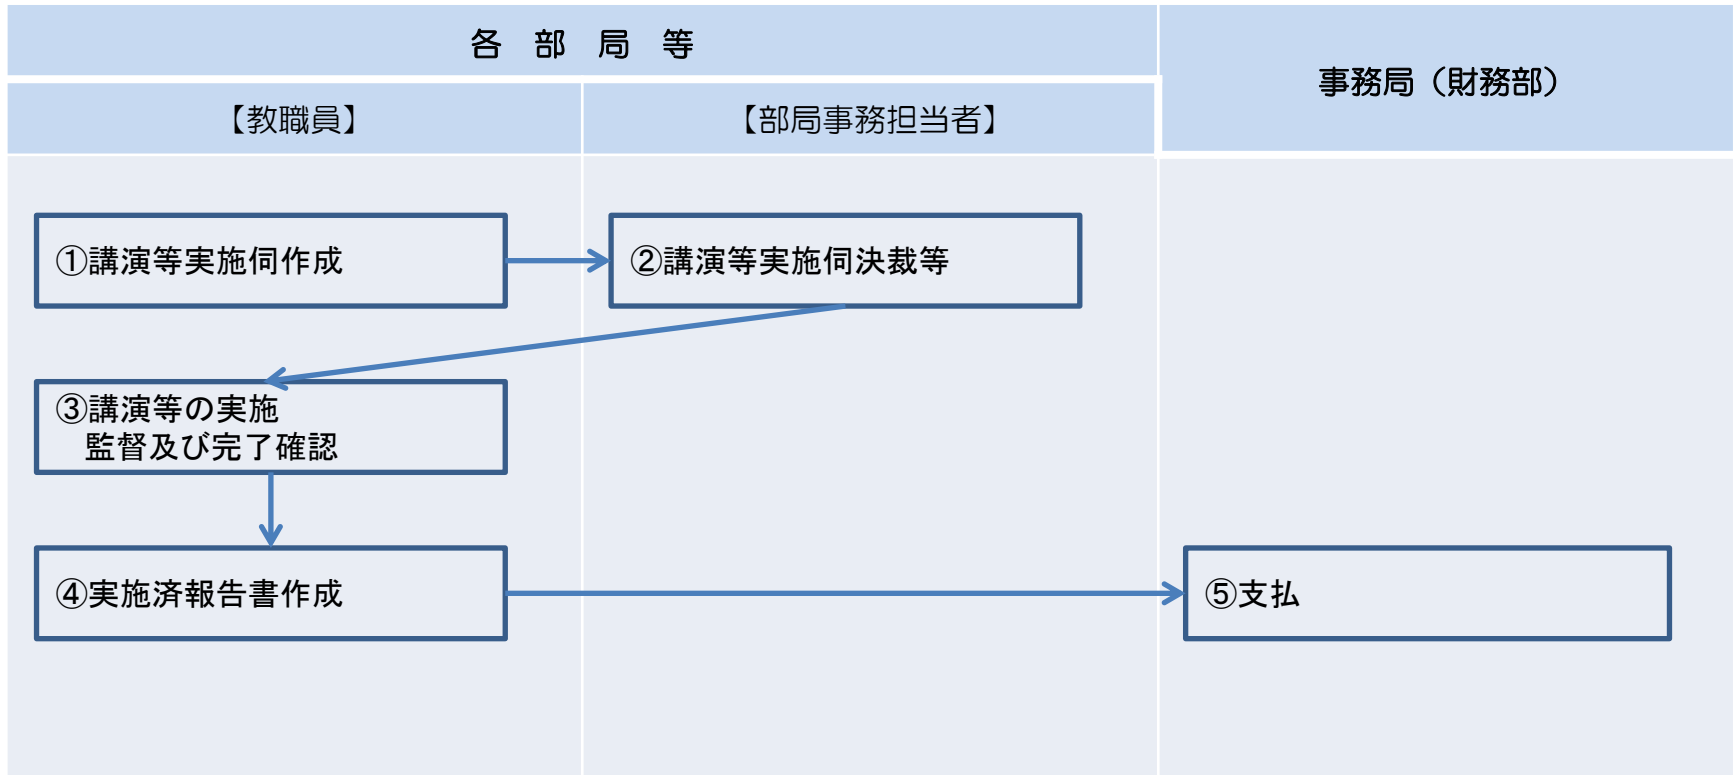 各 部 局 等
事務局（財務部）
【教職員】
【部局事務担当者】
①講演等実施伺作成
②講演等実施伺決裁等
③講演等の実施
監督及び完了確認
④実施済報告書作成
⑤支払